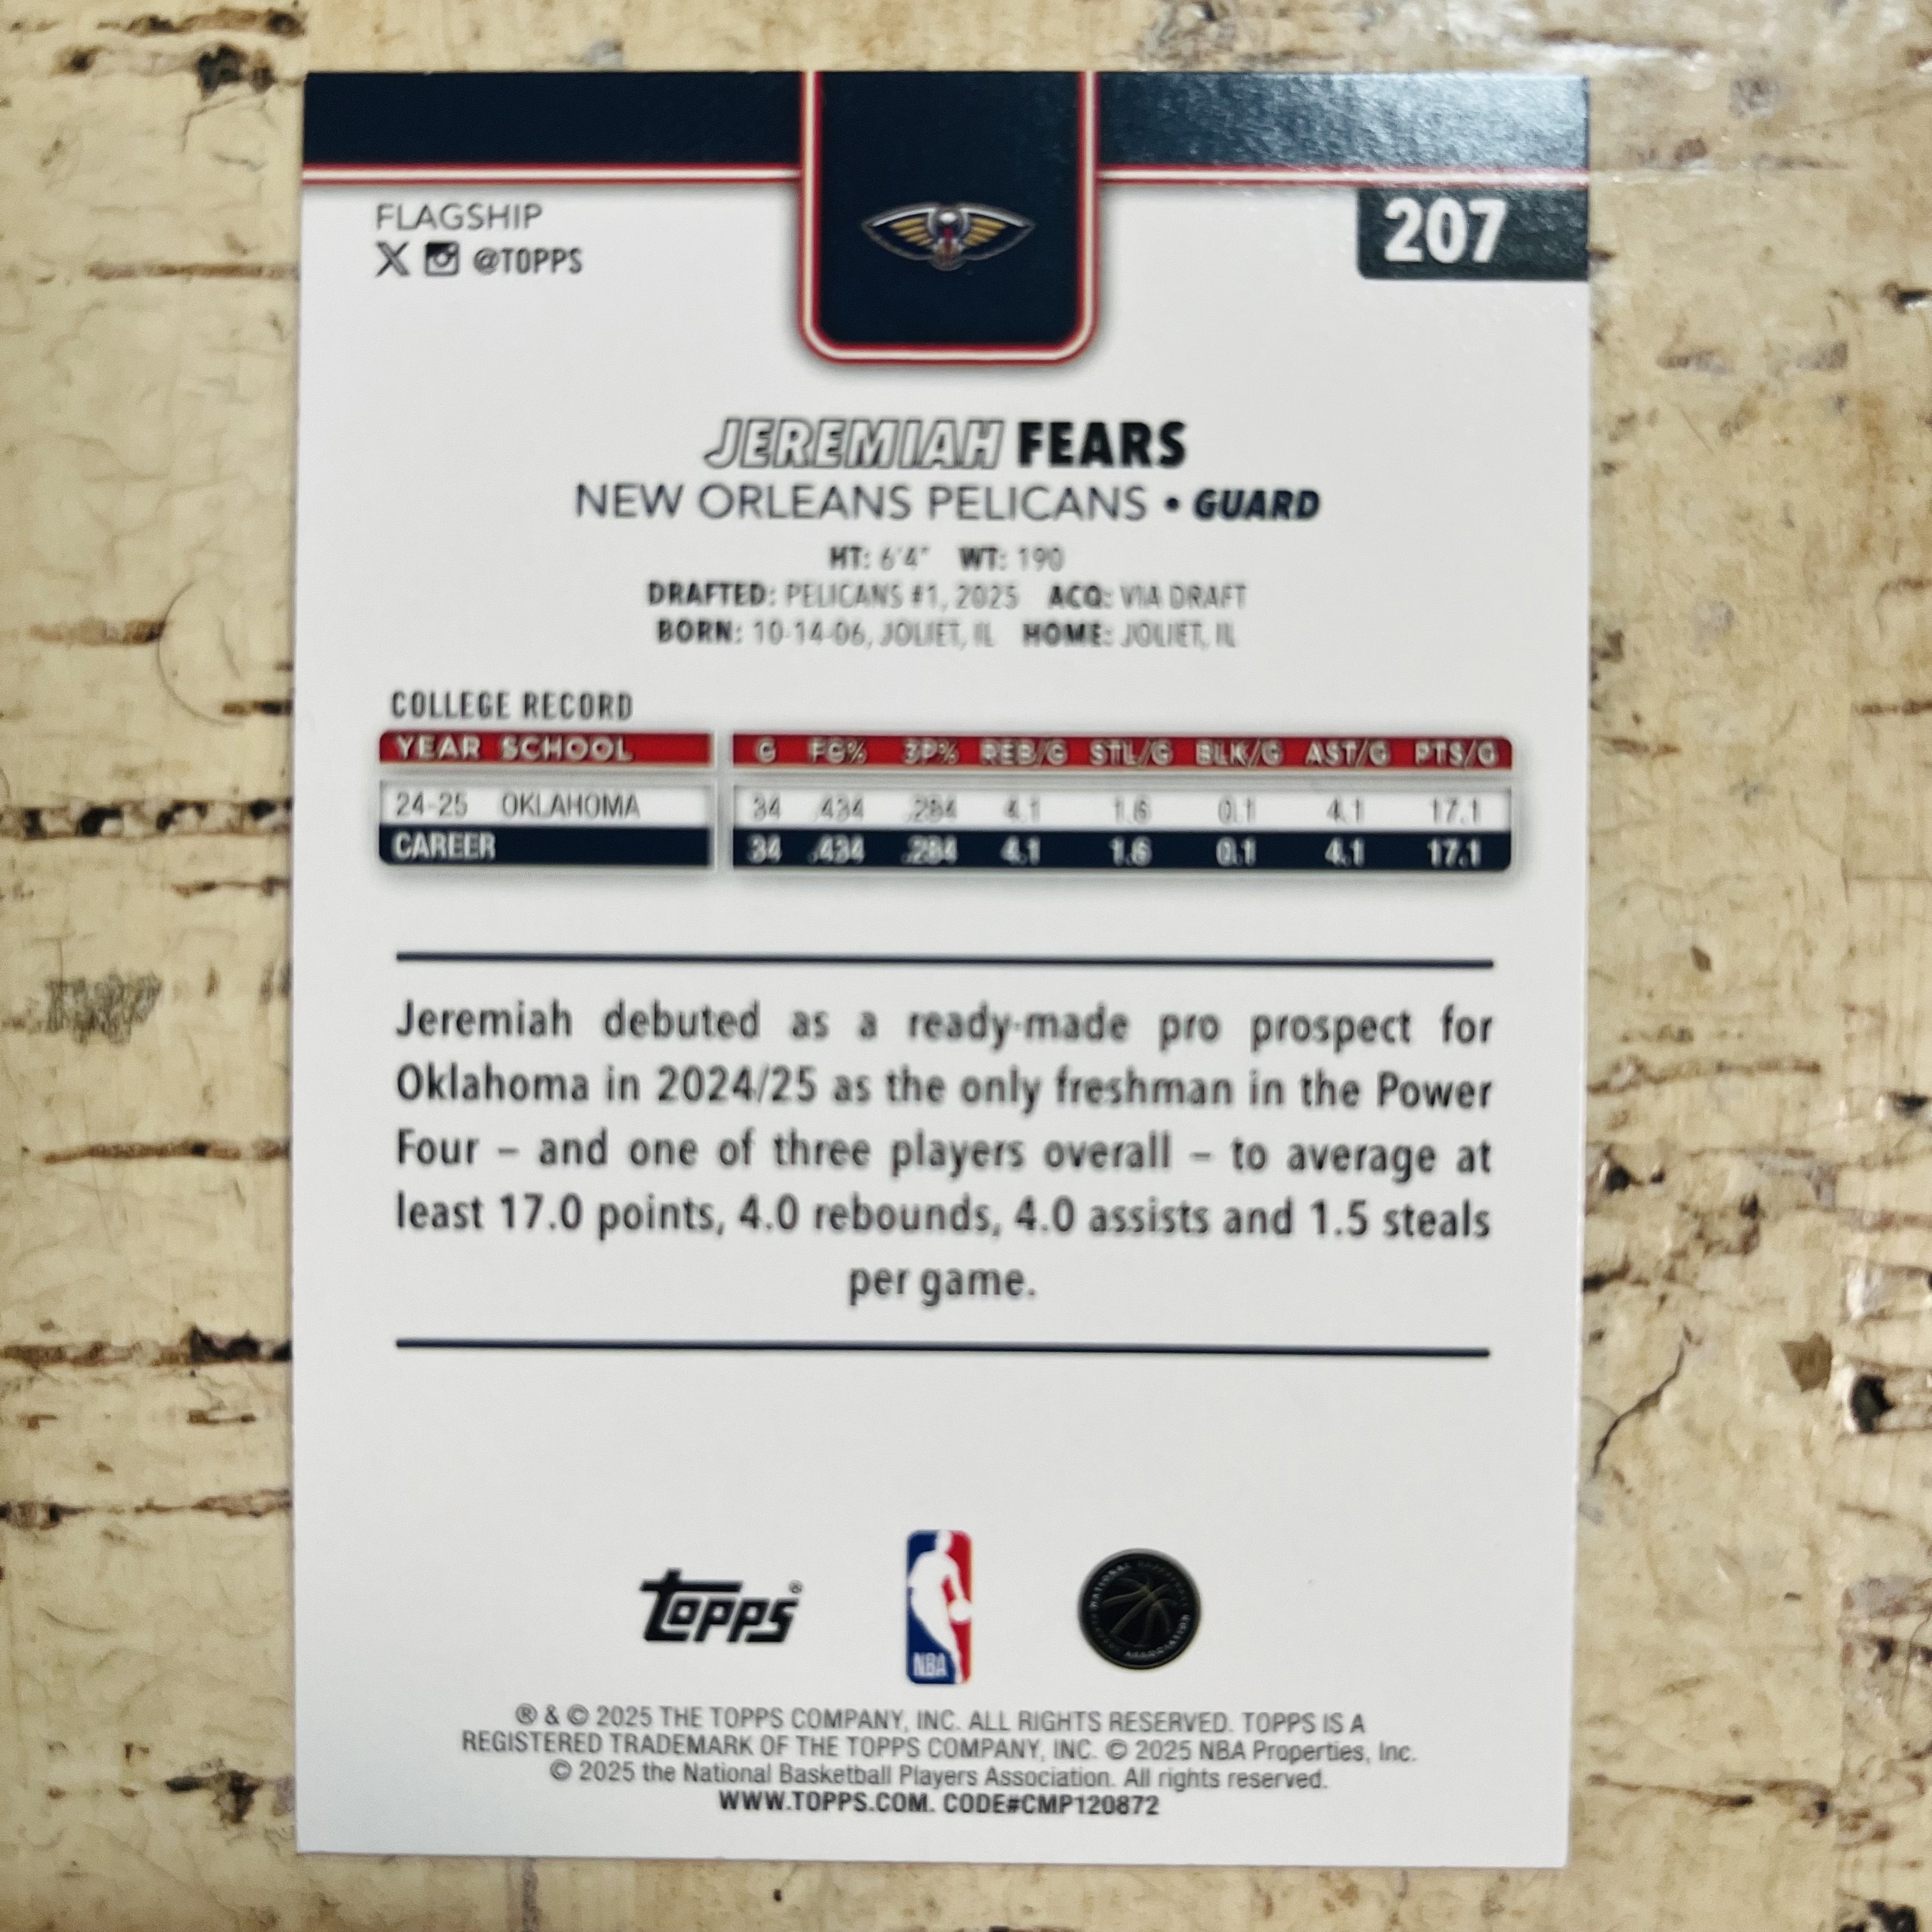 FLAGSHIP
X @TOPPS
207
JEREMIAH FEARS
NEW ORLEANS PELICANS • GUARD
HT: 6'4" WT: 190
DRAFTED: PELICANS #1, 2025 ACQ: VIA DRAFT
BORN: 10-14-06, JOLIET, IL HOME: JOLIET, IL
COLLEGE RECORD
YEAR SCHOOL G FG% 3P% REB/G STL/G BLK/G AST/G PTS/G
24-25 OKLAHOMA 34 .434 .284 4.1 1.6 0.1 4.1 17.1
CAREER 34 .434 .284 4.1 1.6 0.1 4.1 17.1
Jeremiah debuted as a ready-made pro prospect for
Oklahoma in 2024/25 as the only freshman in the Power
Four – and one of three players overall – to average at
least 17.0 points, 4.0 rebounds, 4.0 assists and 1.5 steals
per game.
topps®
NBA
NATIONAL BASKETBALL
ASSOCIATION
® & © 2025 THE TOPPS COMPANY, INC. ALL RIGHTS RESERVED. TOPPS IS A
REGISTERED TRADEMARK OF THE TOPPS COMPANY, INC. © 2025 NBA Properties, Inc.
© 2025 the National Basketball Players Association. All rights reserved.
WWW.TOPPS.COM. CODE#CMP120872